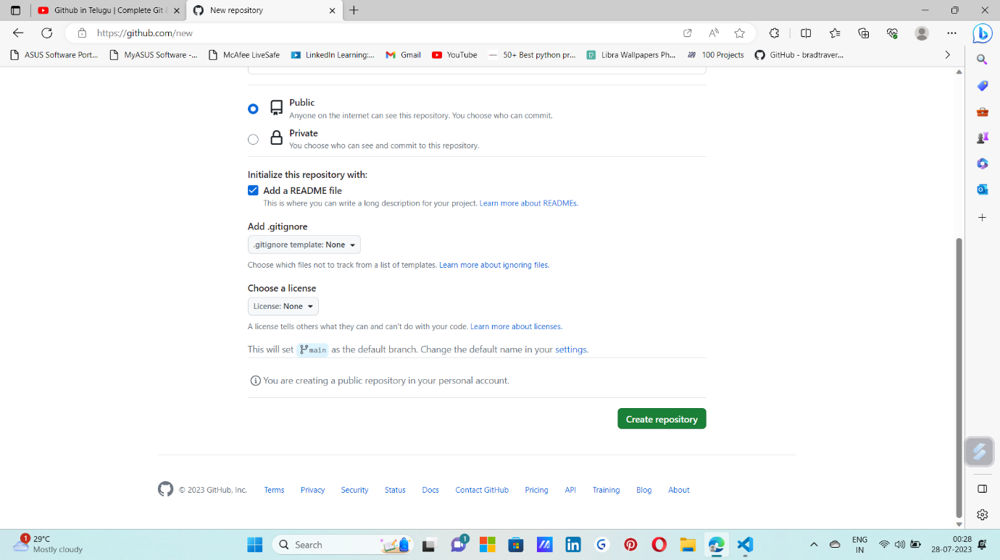 Github in Telugu | Complete Git &
New repository
https://github.com/new
ASUS Software Port...
MyASUS Software -...
McAfee LiveSafe
LinkedIn Learning:...
Gmail
YouTube
50+ Best python pr...
Libra Wallpapers Ph...
100 Projects
GitHub - bradtraver...
Public
Anyone on the internet can see this repository. You choose who can commit.
Private
You choose who can see and commit to this repository.
Initialize this repository with:
Add a README file
This is where you can write a long description for your project. Learn more about READMEs.
Add .gitignore
.gitignore template: None
Choose which files not to track from a list of templates. Learn more about ignoring files.
Choose a license
License: None
A license tells others what they can and can't do with your code. Learn more about licenses.
This will set main as the default branch. Change the default name in your settings.
You are creating a public repository in your personal account.
Create repository
© 2023 GitHub, Inc.
Terms
Privacy
Security
Status
Docs
Contact GitHub
Pricing
API
Training
Blog
About
1
29°C
Mostly cloudy
Search
1
ENG
IN
00:28
28-07-2023